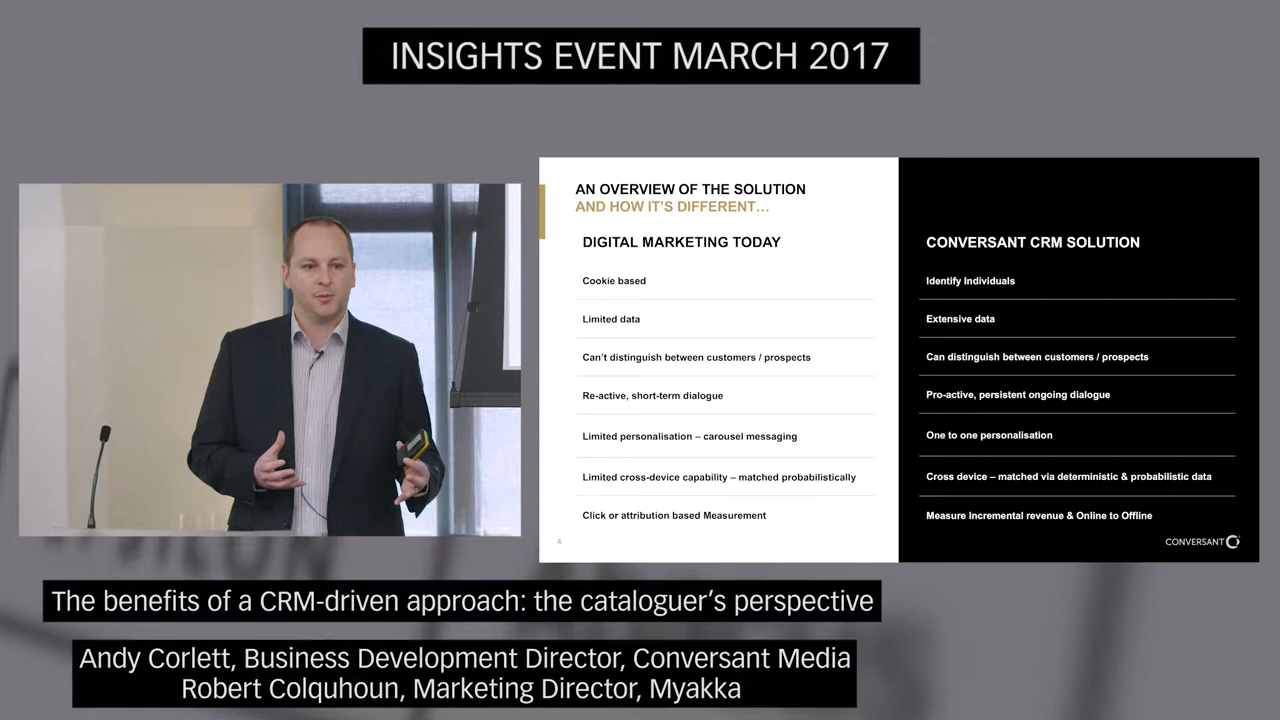 INSIGHTS EVENT MARCH 2017
AN OVERVIEW OF THE SOLUTION
AND HOW IT'S DIFFERENT...
DIGITAL MARKETING TODAY
Cookie based
Limited data
Can't distinguish between customers / prospects
Re-active, short-term dialogue
Limited personalisation – carousel messaging
Limited cross-device capability – matched probabilistically
Click or attribution based Measurement
4
CONVERSANT CRM SOLUTION
Identify Individuals
Extensive data
Can distinguish between customers / prospects
Pro-active, persistent ongoing dialogue
One to one personalisation
Cross device – matched via deterministic & probabilistic data
Measure Incremental revenue & Online to Offline
CONVERSANT
The benefits of a CRM-driven approach: the cataloguer's perspective
Andy Corlett, Business Development Director, Conversant Media
Robert Colquhoun, Marketing Director, Myakka